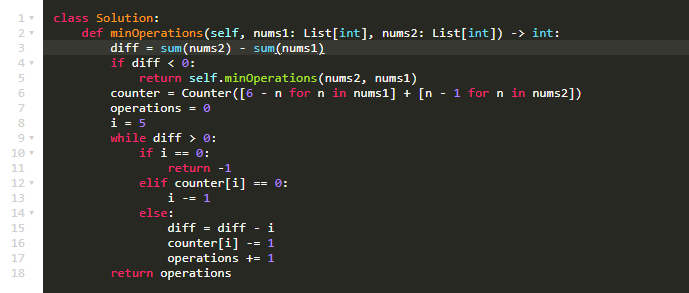 1 class Solution:
2     def minOperations(self, nums1: List[int], nums2: List[int]) -> int:
3         diff = sum(nums2) - sum(nums1)
4         if diff < 0:
5             return self.minOperations(nums2, nums1)
6         counter = Counter([6 - n for n in nums1] + [n - 1 for n in nums2])
7         operations = 0
8         i = 5
9         while diff > 0:
10             if i == 0:
11                 return -1
12             elif counter[i] == 0:
13                 i -= 1
14             else:
15                 diff = diff - i
16                 counter[i] -= 1
17                 operations += 1
18         return operations